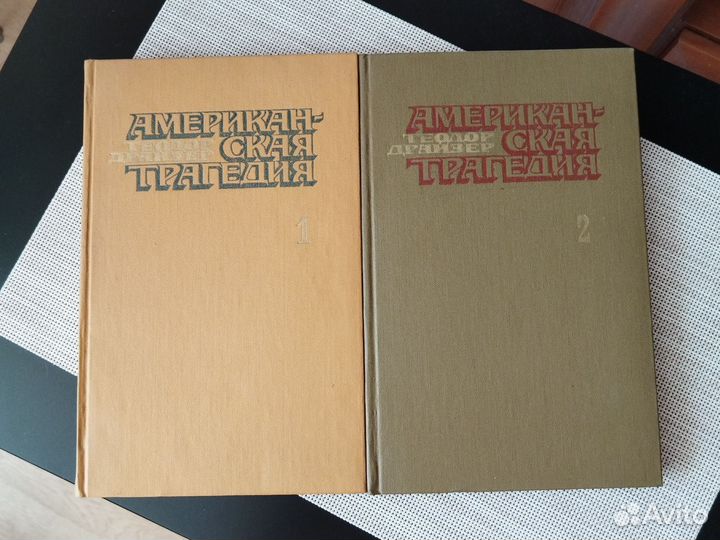 АМЕРИКАН-
ТЕОДОР
ДРАЙЗЕР
СКАЯ
ТРАГЕДИЯ
1
АМЕРИКАН-
ТЕОДОР
ДРАЙЗЕР
СКАЯ
ТРАГЕДИЯ
2
Avito